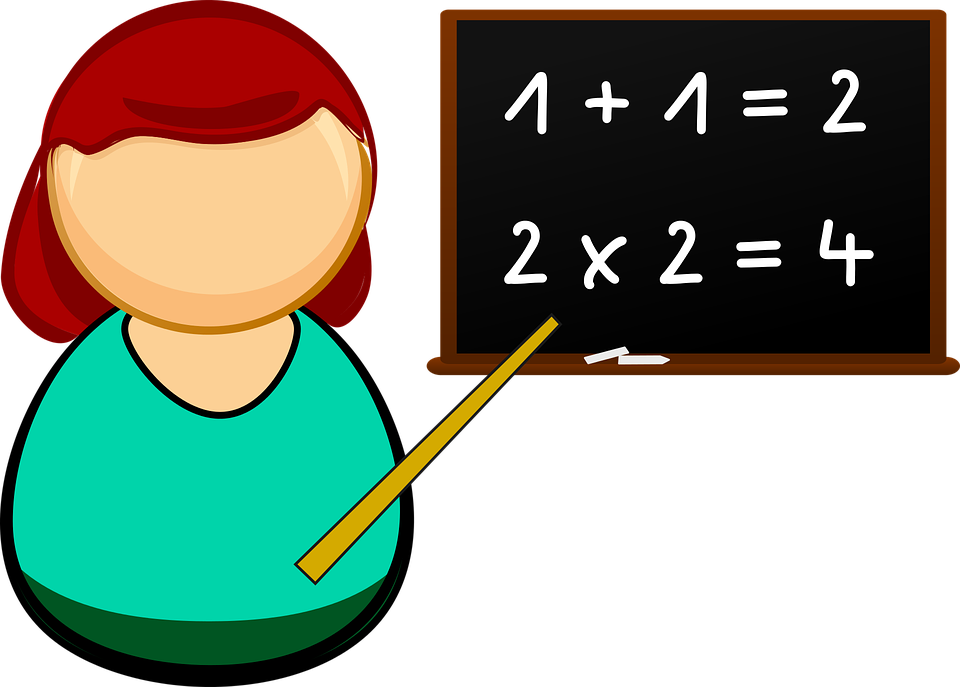 1 + 1 = 2
2 x 2 = 4